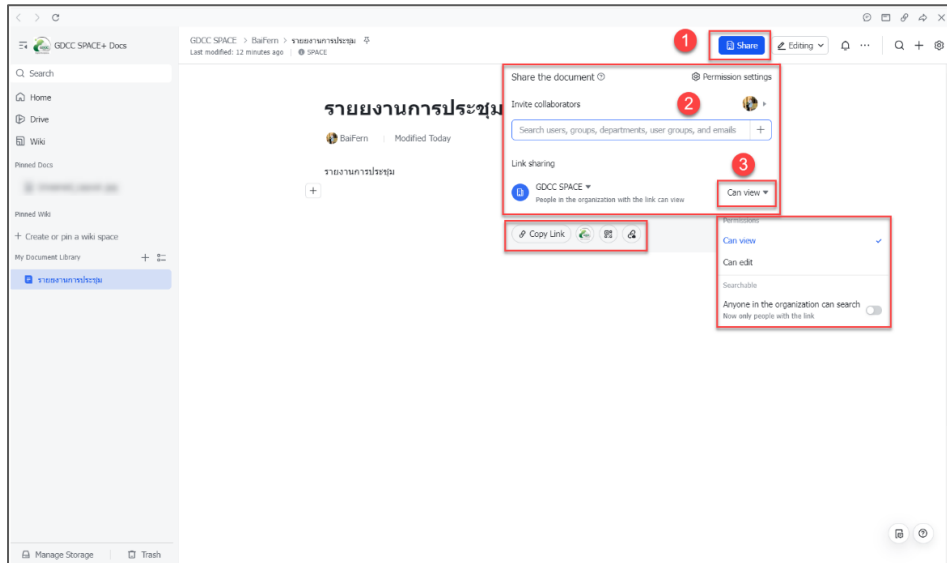 GDCC SPACE+ Docs
Search
Home
Drive
Wiki
Pinned Docs
Pinned Wiki
+ Create or pin a wiki space
My Document Library
รายยงานการประชุม
Manage Storage
Trash
GDCC SPACE > BaiFern > รายยงานการประชุม
Last modified: 12 minutes ago | SPACE
1
Share
Editing
รายยงานการประชุม
BaiFern | Modified Today
รายงานการประชุม
Share the document
Permission settings
Invite collaborators
2
Search users, groups, departments, user groups, and emails
Link sharing
3
GDCC SPACE
People in the organization with the link can view
Can view
Copy Link
Permissions
Can view
Can edit
Searchable
Anyone in the organization can search
Now only people with the link